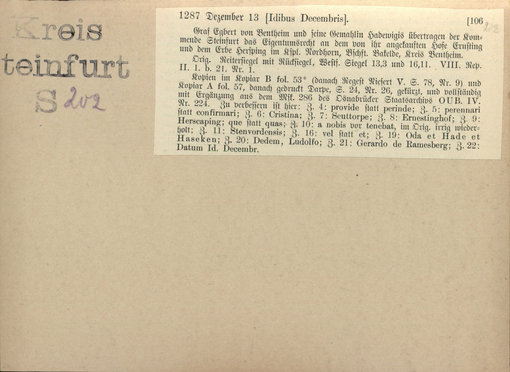 Kreis
teinfurt
S 202
1287 Dezember 13 [Idibus Decembris]. [106
202
Graf Egbert von Bentheim und seine Gemahlin Hadewigis übertragen der Kom-
mende Steinfurt das Eigentumsrecht an dem von ihr angekauften Hofe Ernsting
und dem Erbe Hersping im Kspl. Nordhorn, Bschft. Bakelde, Kreis Bentheim.
Orig. Reitersiegel mit Rücksiegel, Westf. Siegel 13,3 und 16,11. VIII. Rep.
II. 1. b. 21. Nr. 1.
Kopien im Kopiar B fol. 53* (danach Regest Niesert V. S. 78, Nr. 9) und
Kopiar A fol. 57, danach gedruckt Darpe, S. 24, Nr. 26, gekürzt, und vollständig
mit Ergänzung aus dem Msk. 286 des Osnabrücker Staatsarchivs OUB. IV.
Nr. 224. Zu verbessern ist hier: Z. 4: provide statt perinde; Z. 5: perennari
statt confirmari; Z. 6: Cristina; Z. 7: Scuttorpe; Z. 8: Ernestinghof; Z. 9:
Herscaping; que statt quas; Z. 10: a nobis vor tenebat, im Orig. irrig wieder-
holt; Z. 11: Stenvordensis; Z. 16: vel statt et; Z. 19: Oda et Hade et
Haseken; Z. 20: Dedem, Ludolfo; Z. 21: Gerardo de Ramesberg; Z. 22:
Datum Id. Decembr.